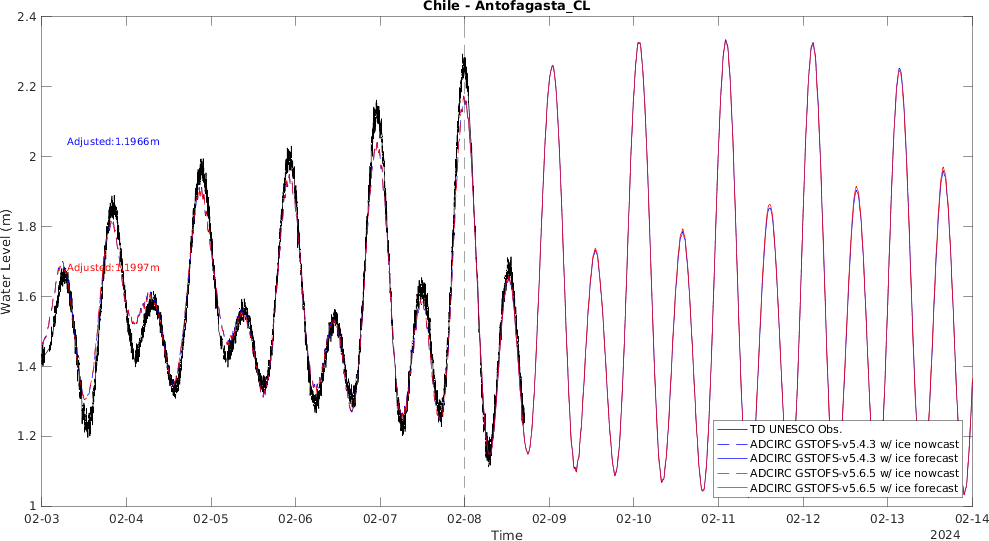 Chile - Antofagasta_CL
2.4
2.2
2
1.8
1.6
1.4
1.2
1
Water Level (m)
Adjusted:1.1966m
Adjusted:1.1997m
TD UNESCO Obs.
ADCIRC GSTOFS-v5.4.3 w/ ice nowcast
ADCIRC GSTOFS-v5.4.3 w/ ice forecast
ADCIRC GSTOFS-v5.6.5 w/ ice nowcast
ADCIRC GSTOFS-v5.6.5 w/ ice forecast
02-03 02-04 02-05 02-06 02-07 02-08 02-09 02-10 02-11 02-12 02-13 02-14
Time
2024